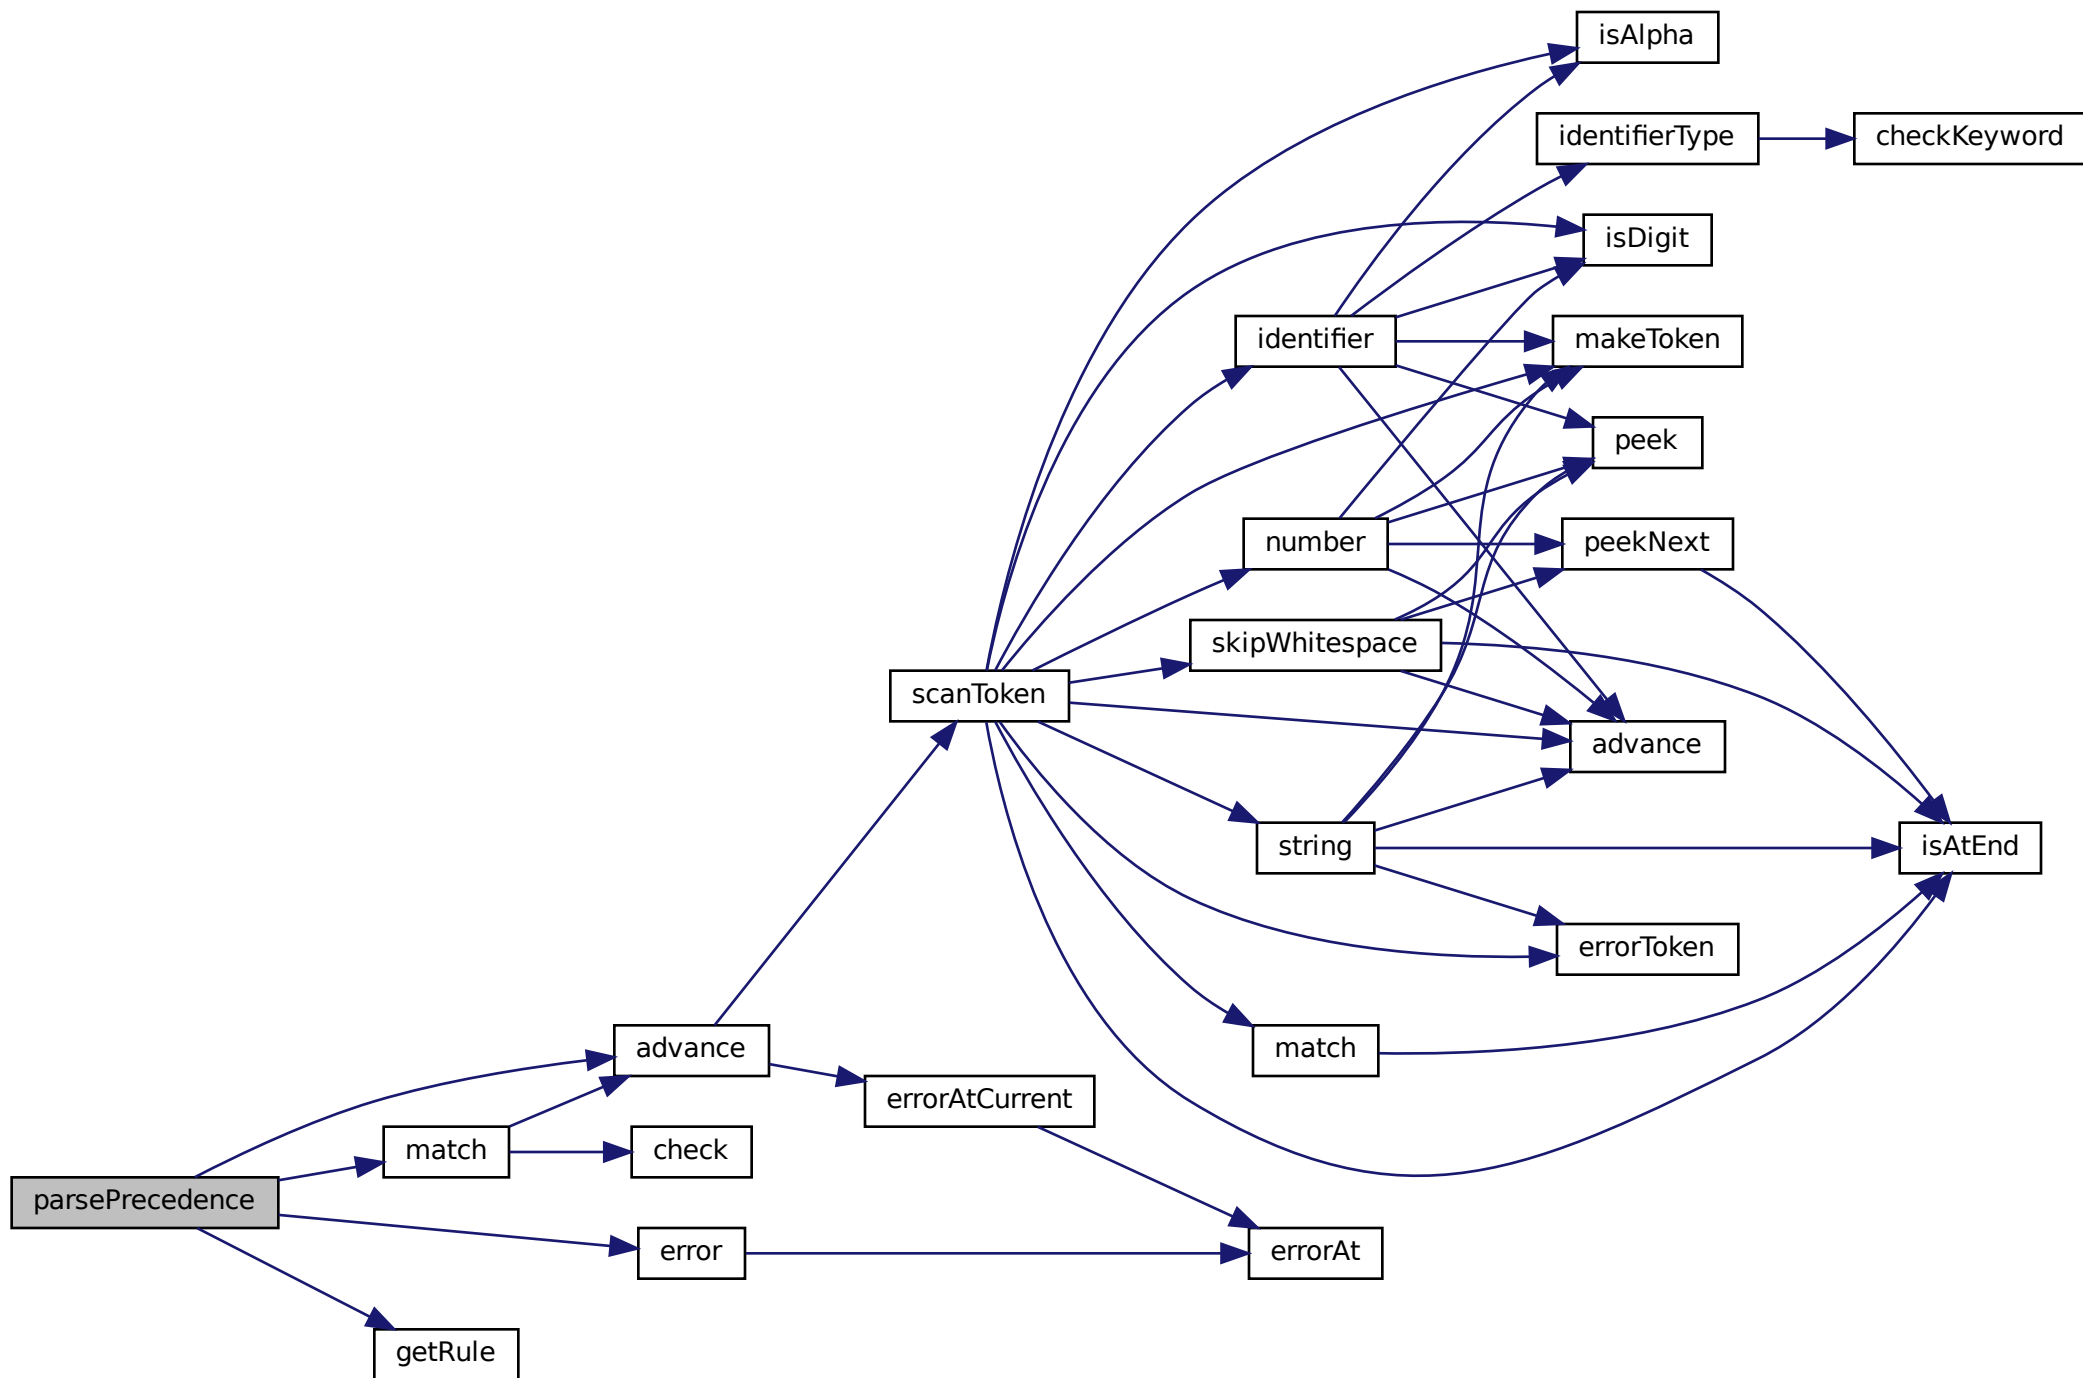 isAlpha
identifierType
checkKeyword
isDigit
identifier
makeToken
peek
number
peekNext
skipWhitespace
scanToken
advance
string
isAtEnd
errorToken
advance
match
errorAtCurrent
match
check
parsePrecedence
error
errorAt
getRule